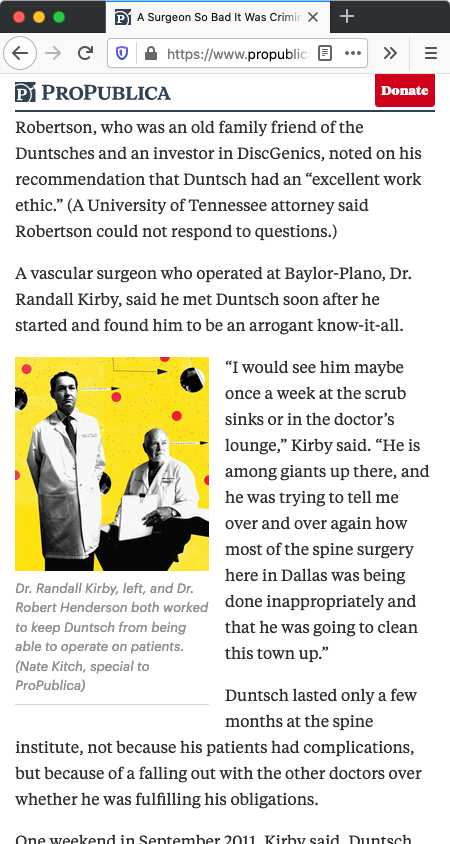 A Surgeon So Bad It Was Crimin
https://www.propublic
PROPUBLICA
Donate
Robertson, who was an old family friend of the
Duntsches and an investor in DiscGenics, noted on his
recommendation that Duntsch had an “excellent work
ethic.” (A University of Tennessee attorney said
Robertson could not respond to questions.)
A vascular surgeon who operated at Baylor-Plano, Dr.
Randall Kirby, said he met Duntsch soon after he
started and found him to be an arrogant know-it-all.
“I would see him maybe
once a week at the scrub
sinks or in the doctor’s
lounge,” Kirby said. “He is
among giants up there, and
he was trying to tell me
over and over again how
most of the spine surgery
here in Dallas was being
done inappropriately and
that he was going to clean
this town up.”
Dr. Randall Kirby, left, and Dr.
Robert Henderson both worked
to keep Duntsch from being
able to operate on patients.
(Nate Kitch, special to
ProPublica)
Duntsch lasted only a few
months at the spine
institute, not because his patients had complications,
but because of a falling out with the other doctors over
whether he was fulfilling his obligations.
One weekend in September 2011, Kirby said, Duntsch